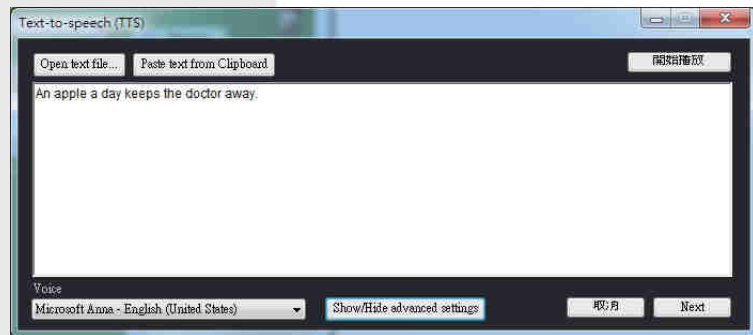 Text-to-speech (TTS)
Open text file... Paste text from Clipboard 開始播放
An apple a day keeps the doctor away.
Voice
Microsoft Anna - English (United States) Show/Hide advanced settings 取消 Next